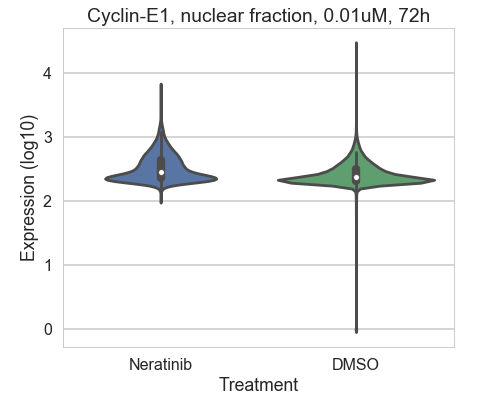 Cyclin-E1, nuclear fraction, 0.01uM, 72h
Expression (log10)
4
3
2
1
0
Neratinib DMSO
Treatment